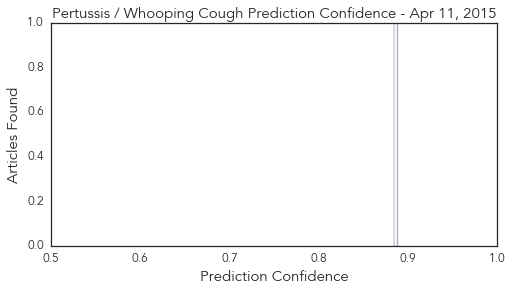 Pertussis / Whooping Cough Prediction Confidence - Apr 11, 2015
1.0
0.8
0.6
0.4
0.2
0.0
Articles Found
0.5 0.6 0.7 0.8 0.9 1.0
Prediction Confidence